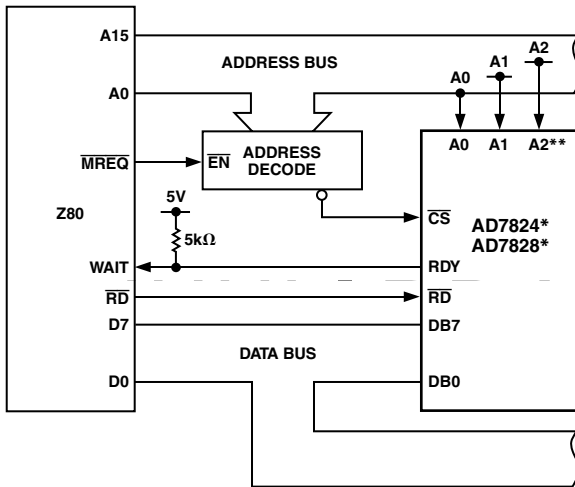 A15
ADDRESS BUS
A0
A1
A2
A0
MREQ
EN
ADDRESS
DECODE
A0
A1
A2**
5V
Z80
5kΩ
CS
AD7824*
AD7828*
WAIT
RDY
RD
RD
D7
DB7
DATA BUS
D0
DB0